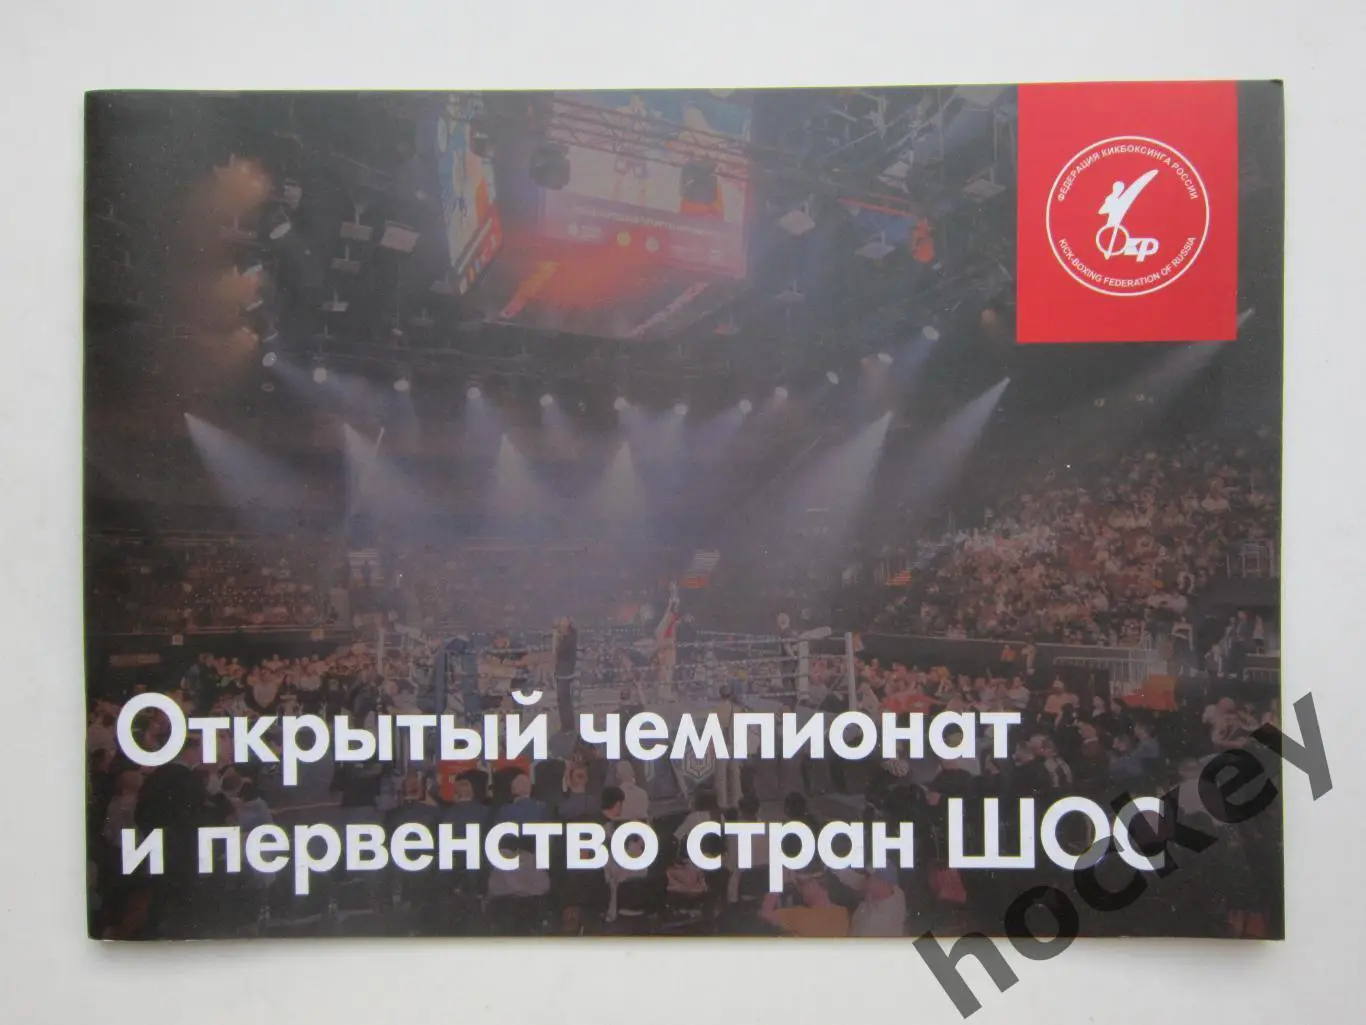 ФЕДЕРАЦИЯ КИКБОКСИНГА РОССИИ
ФКР
KICK-BOXING FEDERATION OF RUSSIA
Открытый чемпионат
и первенство стран ШОС
hockey